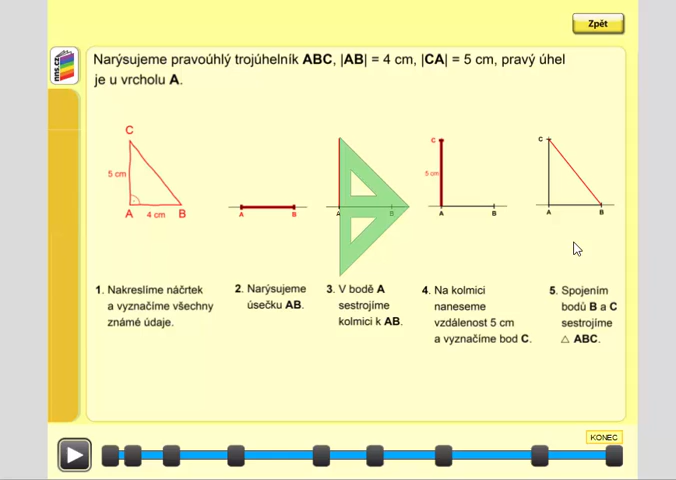 Zpět
nns.cz
Narýsujeme pravoúhlý trojúhelník ABC, |AB| = 4 cm, |CA| = 5 cm, pravý úhel
je u vrcholu A.
C
5 cm
A 4 cm B
A B
A B
C
5 cm
A B
C
A B
1. Nakreslíme náčrtek
a vyznačíme všechny
známé údaje.
2. Narýsujeme
úsečku AB.
3. V bodě A
sestrojíme
kolmici k AB.
4. Na kolmici
naneseme
vzdálenost 5 cm
a vyznačíme bod C.
5. Spojením
bodů B a C
sestrojíme
△ ABC.
KONEC